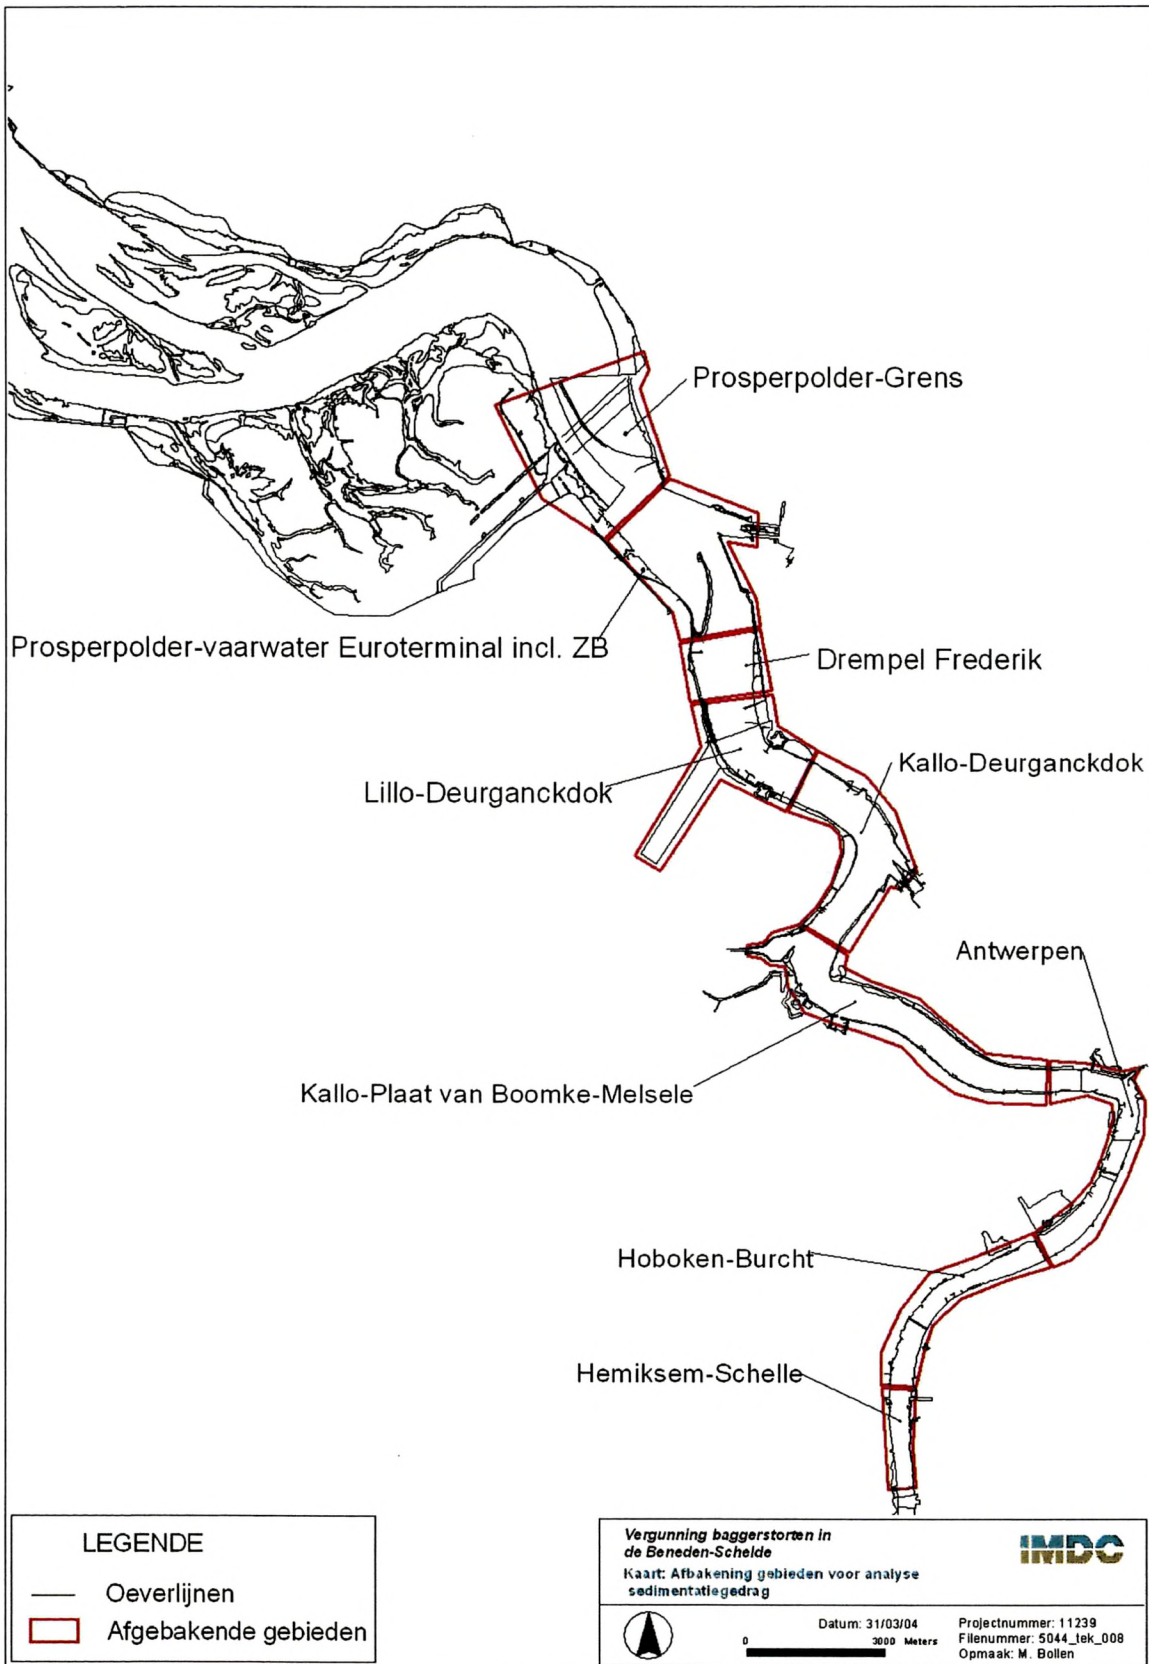 Prosperpolder-Grens
Prosperpolder-vaarwater Euroterminal incl. ZB
Drempel Frederik
Kallo-Deurganckdok
Lillo-Deurganckdok
Antwerpen
Kallo-Plaat van Boomke-Melsele
Hoboken-Burcht
Hemiksem-Schelle
LEGENDE
Oeverlijnen
Afgebakende gebieden
Vergunning baggerstorten in
de Beneden-Schelde
Kaart: Afbakening gebieden voor analyse
sedimentatiegedrag
IMDC
Datum: 31/03/04
0 3000 Meters
Projectnummer: 11239
Filenummer: 5044_tek_008
Opmaak: M. Bollen